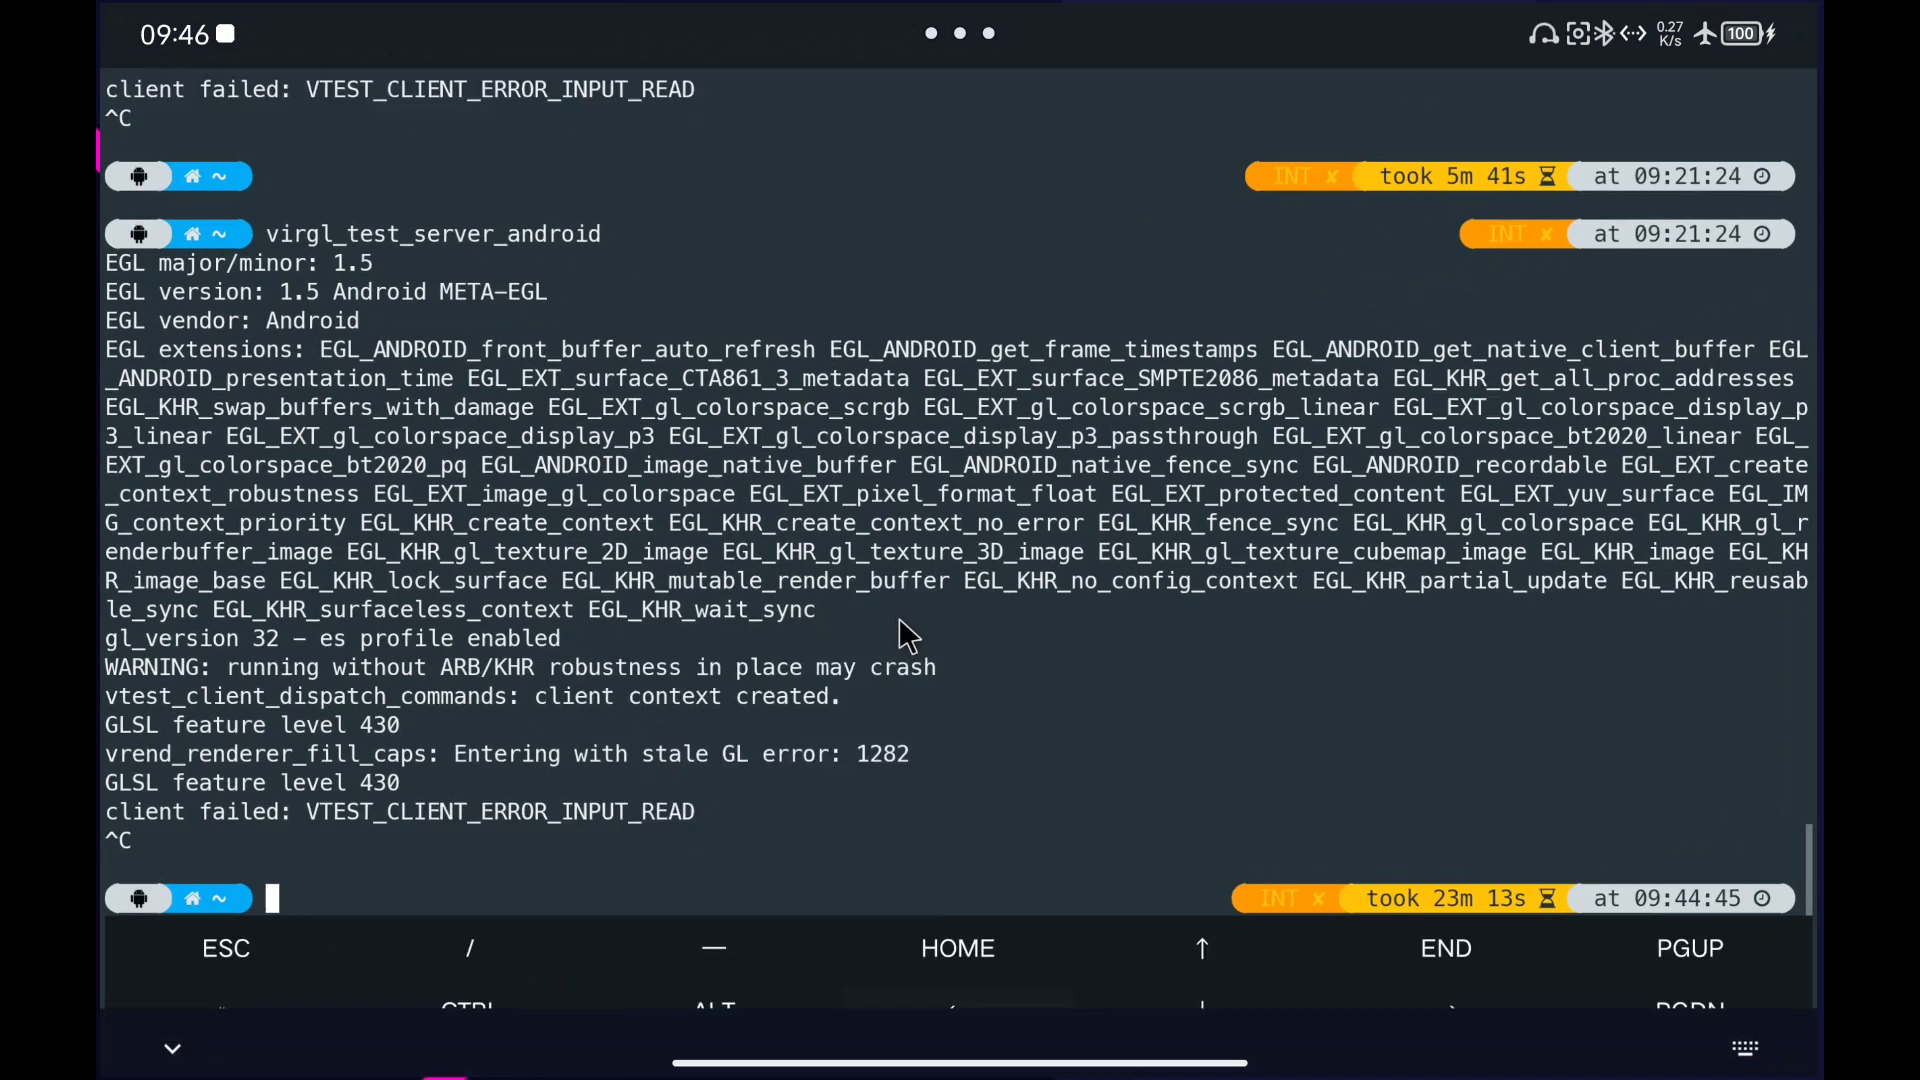 09:46
0.27
K/s
100
client failed: VTEST_CLIENT_ERROR_INPUT_READ
^C
~ INT ✘ took 5m 41s at 09:21:24
~ virgl_test_server_android INT ✘ at 09:21:24
EGL major/minor: 1.5
EGL version: 1.5 Android META-EGL
EGL vendor: Android
EGL extensions: EGL_ANDROID_front_buffer_auto_refresh EGL_ANDROID_get_frame_timestamps EGL_ANDROID_get_native_client_buffer EGL
_ANDROID_presentation_time EGL_EXT_surface_CTA861_3_metadata EGL_EXT_surface_SMPTE2086_metadata EGL_KHR_get_all_proc_addresses
EGL_KHR_swap_buffers_with_damage EGL_EXT_gl_colorspace_scrgb EGL_EXT_gl_colorspace_scrgb_linear EGL_EXT_gl_colorspace_display_p
3_linear EGL_EXT_gl_colorspace_display_p3 EGL_EXT_gl_colorspace_display_p3_passthrough EGL_EXT_gl_colorspace_bt2020_linear EGL_
EXT_gl_colorspace_bt2020_pq EGL_ANDROID_image_native_buffer EGL_ANDROID_native_fence_sync EGL_ANDROID_recordable EGL_EXT_create
_context_robustness EGL_EXT_image_gl_colorspace EGL_EXT_pixel_format_float EGL_EXT_protected_content EGL_EXT_yuv_surface EGL_IM
G_context_priority EGL_KHR_create_context EGL_KHR_create_context_no_error EGL_KHR_fence_sync EGL_KHR_gl_colorspace EGL_KHR_gl_r
enderbuffer_image EGL_KHR_gl_texture_2D_image EGL_KHR_gl_texture_3D_image EGL_KHR_gl_texture_cubemap_image EGL_KHR_image EGL_KH
R_image_base EGL_KHR_lock_surface EGL_KHR_mutable_render_buffer EGL_KHR_no_config_context EGL_KHR_partial_update EGL_KHR_reusab
le_sync EGL_KHR_surfaceless_context EGL_KHR_wait_sync
gl_version 32 - es profile enabled
WARNING: running without ARB/KHR robustness in place may crash
vtest_client_dispatch_commands: client context created.
GLSL feature level 430
vrend_renderer_fill_caps: Entering with stale GL error: 1282
GLSL feature level 430
client failed: VTEST_CLIENT_ERROR_INPUT_READ
^C
~ INT ✘ took 23m 13s at 09:44:45
ESC / — HOME ↑ END PGUP
CTRL ALT PGDN